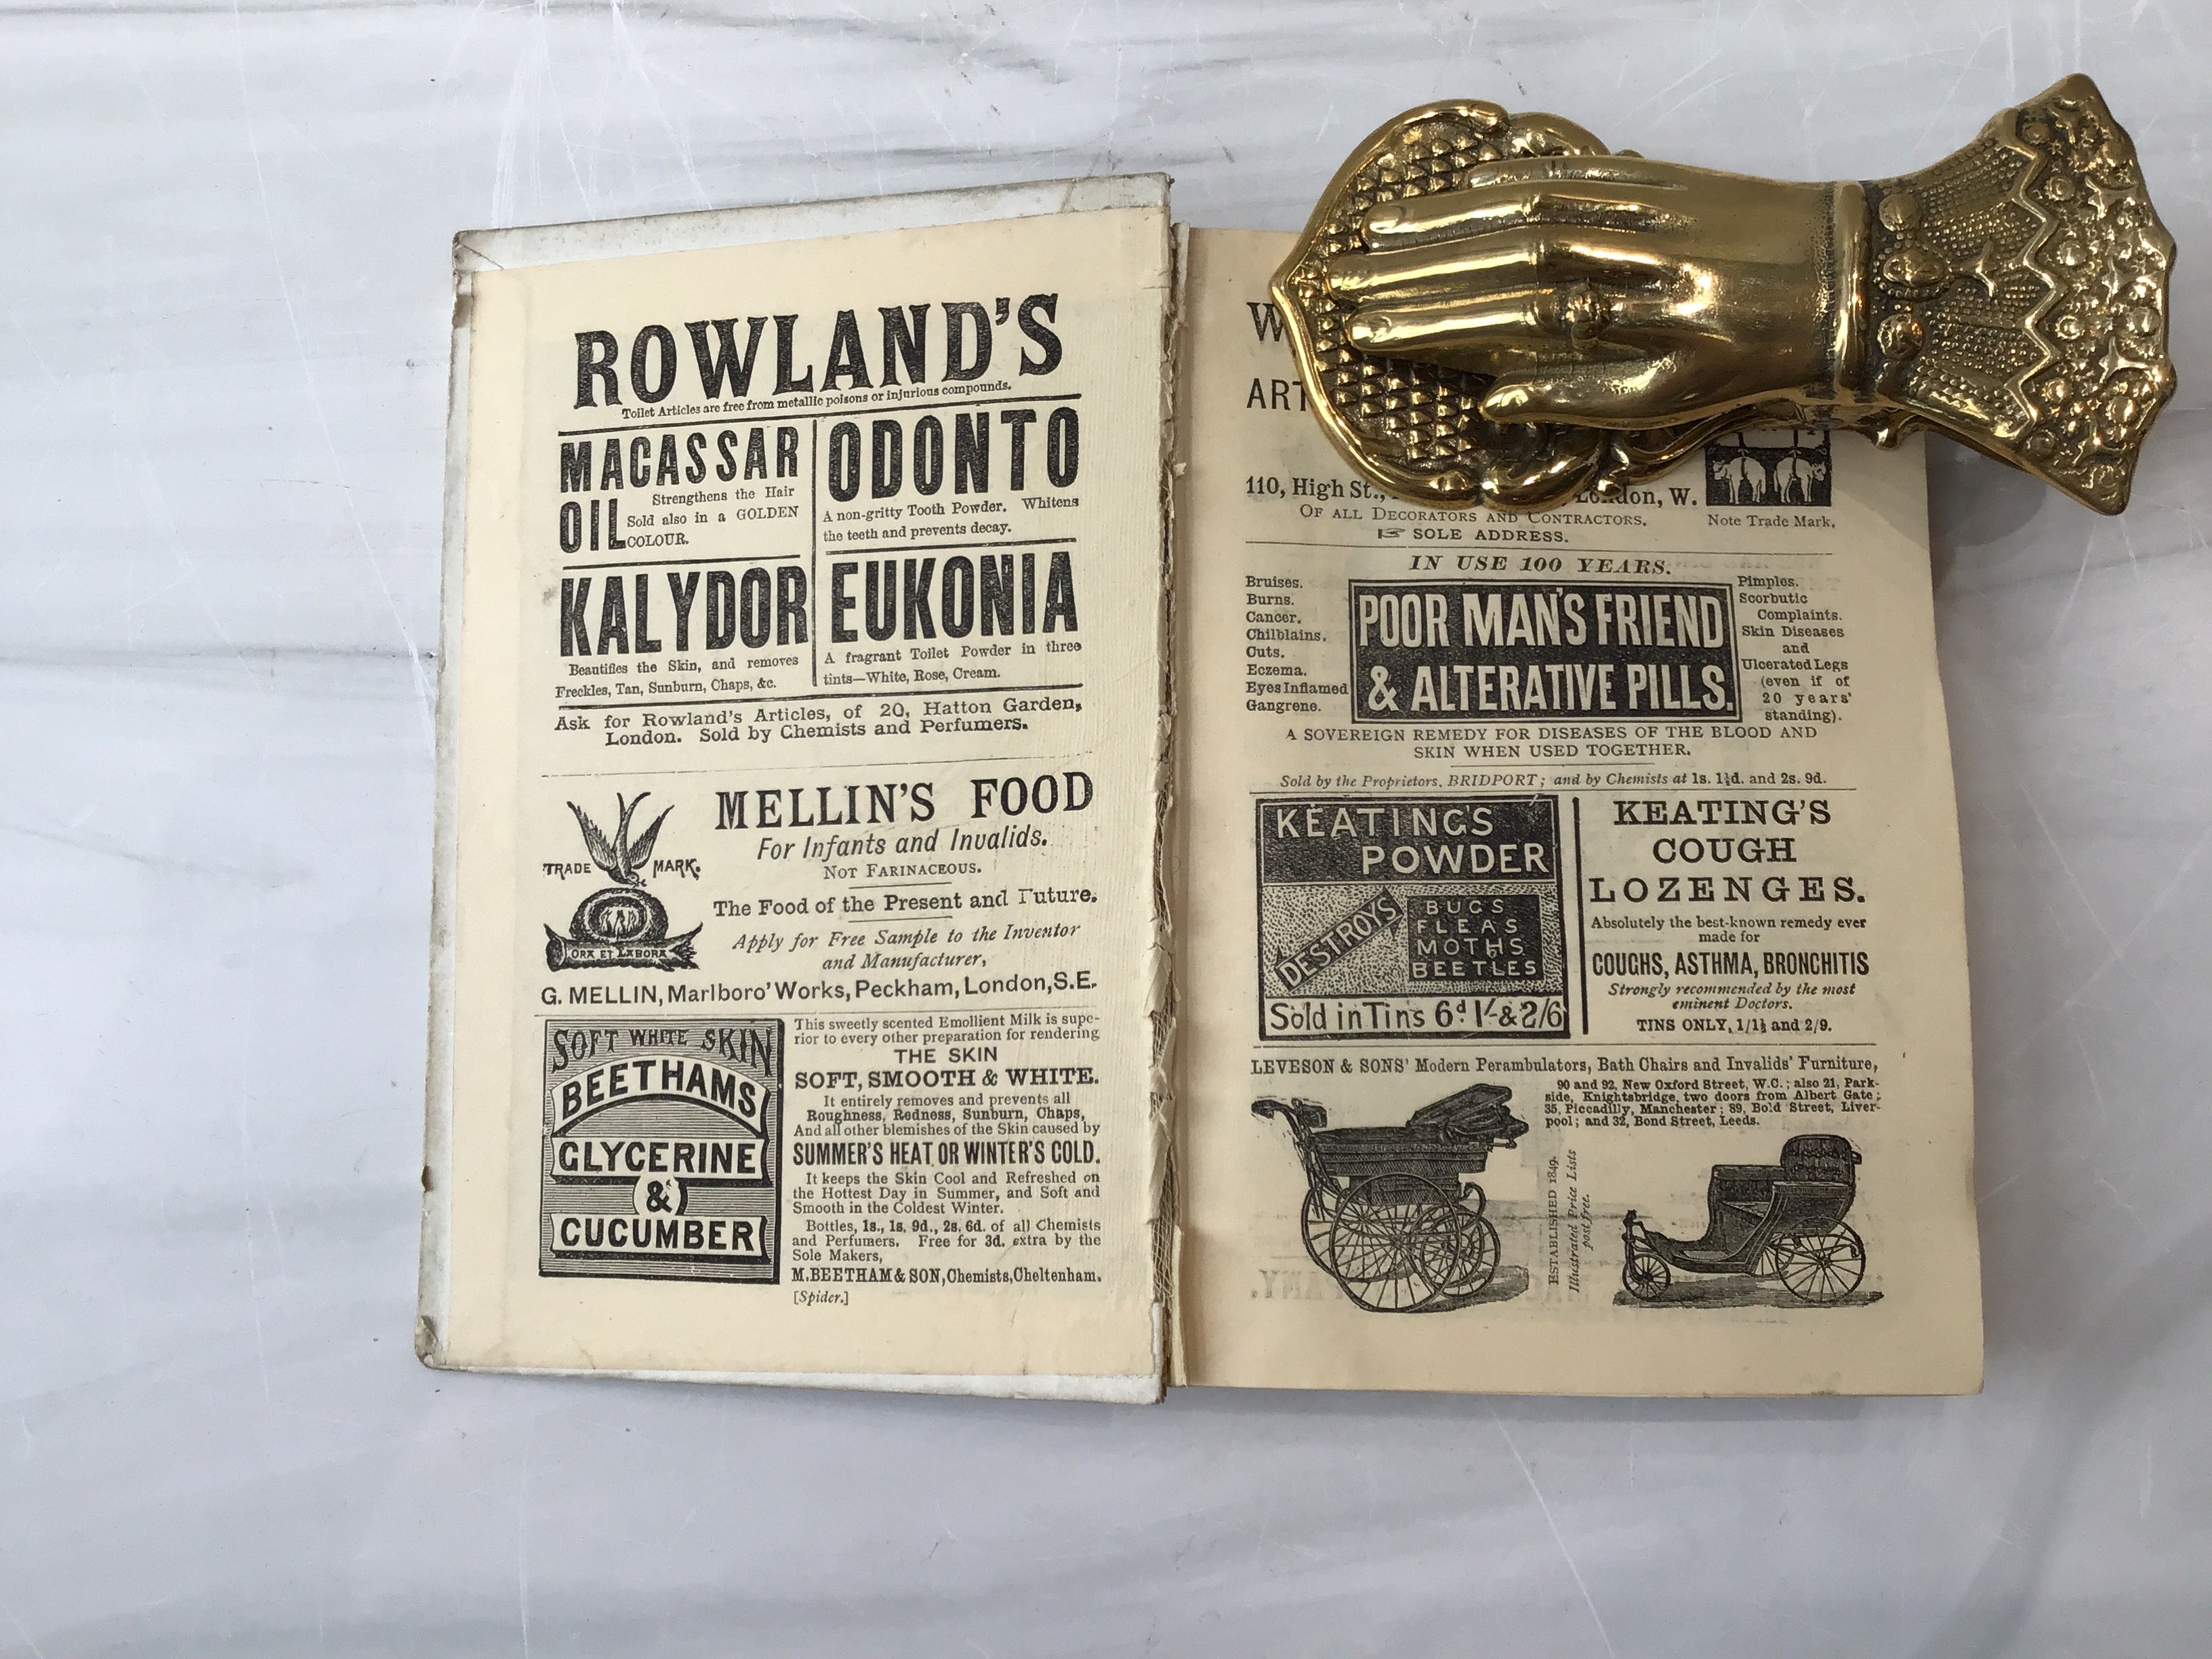 ROWLAND'S
Toilet Articles are free from metallic poisons or injurious compounds.
MACASSAR
OIL
Strengthens the Hair
Sold also in a GOLDEN
COLOUR.
ODONTO
A non-gritty Tooth Powder. Whitens
the teeth and prevents decay.
KALYDOR
Beautifies the Skin, and removes
Freckles, Tan, Sunburn, Chaps, &c.
EUKONIA
A fragrant Toilet Powder in three
tints—White, Rose, Cream.
Ask for Rowland's Articles, of 20, Hatton Garden,
London. Sold by Chemists and Perfumers.
TRADE MARK.
ORA ET LABORA
MELLIN'S FOOD
For Infants and Invalids.
NOT FARINACEOUS.
The Food of the Present and Future.
Apply for Free Sample to the Inventor
and Manufacturer,
G. MELLIN, Marlboro' Works, Peckham, London, S.E.
SOFT WHITE SKIN
BEETHAMS
GLYCERINE
&
CUCUMBER
This sweetly scented Emollient Milk is supe-
rior to every other preparation for rendering
THE SKIN
SOFT, SMOOTH & WHITE.
It entirely removes and prevents all
Roughness, Redness, Sunburn, Chaps,
And all other blemishes of the Skin caused by
SUMMER'S HEAT OR WINTER'S COLD.
It keeps the Skin Cool and Refreshed on
the Hottest Day in Summer, and Soft and
Smooth in the Coldest Winter.
Bottles, 1s., 1s. 9d., 2s. 6d. of all Chemists
and Perfumers. Free for 3d. extra by the
Sole Makers,
M. BEETHAM & SON, Chemists, Cheltenham.
[Spider.]
W
ART
110, High St., London, W.
OF ALL DECORATORS AND CONTRACTORS.
☞ SOLE ADDRESS.
Note Trade Mark.
IN USE 100 YEARS.
Bruises.
Burns.
Cancer.
Chilblains.
Cuts.
Eczema.
Eyes Inflamed
Gangrene.
POOR MAN'S FRIEND
& ALTERATIVE PILLS.
Pimples.
Scorbutic
Complaints.
Skin Diseases
and
Ulcerated Legs
(even if of
20 years'
standing).
A SOVEREIGN REMEDY FOR DISEASES OF THE BLOOD AND
SKIN WHEN USED TOGETHER.
Sold by the Proprietors, BRIDPORT; and by Chemists at 1s. 1½d. and 2s. 9d.
KEATING'S
POWDER
DESTROYS
BUGS
FLEAS
MOTHS
BEETLES
Sold in Tins 6d 1/- & 2/6
KEATING'S
COUGH
LOZENGES.
Absolutely the best-known remedy ever
made for
COUGHS, ASTHMA, BRONCHITIS
Strongly recommended by the most
eminent Doctors.
TINS ONLY, 1/1½ and 2/9.
LEVESON & SONS' Modern Perambulators, Bath Chairs and Invalids' Furniture,
90 and 92, New Oxford Street, W.C.; also 21, Park-
side, Knightsbridge, two doors from Albert Gate;
35, Piccadilly, Manchester; 89, Bold Street, Liver-
pool; and 32, Bond Street, Leeds.
ESTABLISHED 1849.
Illustrated Price Lists
post free.